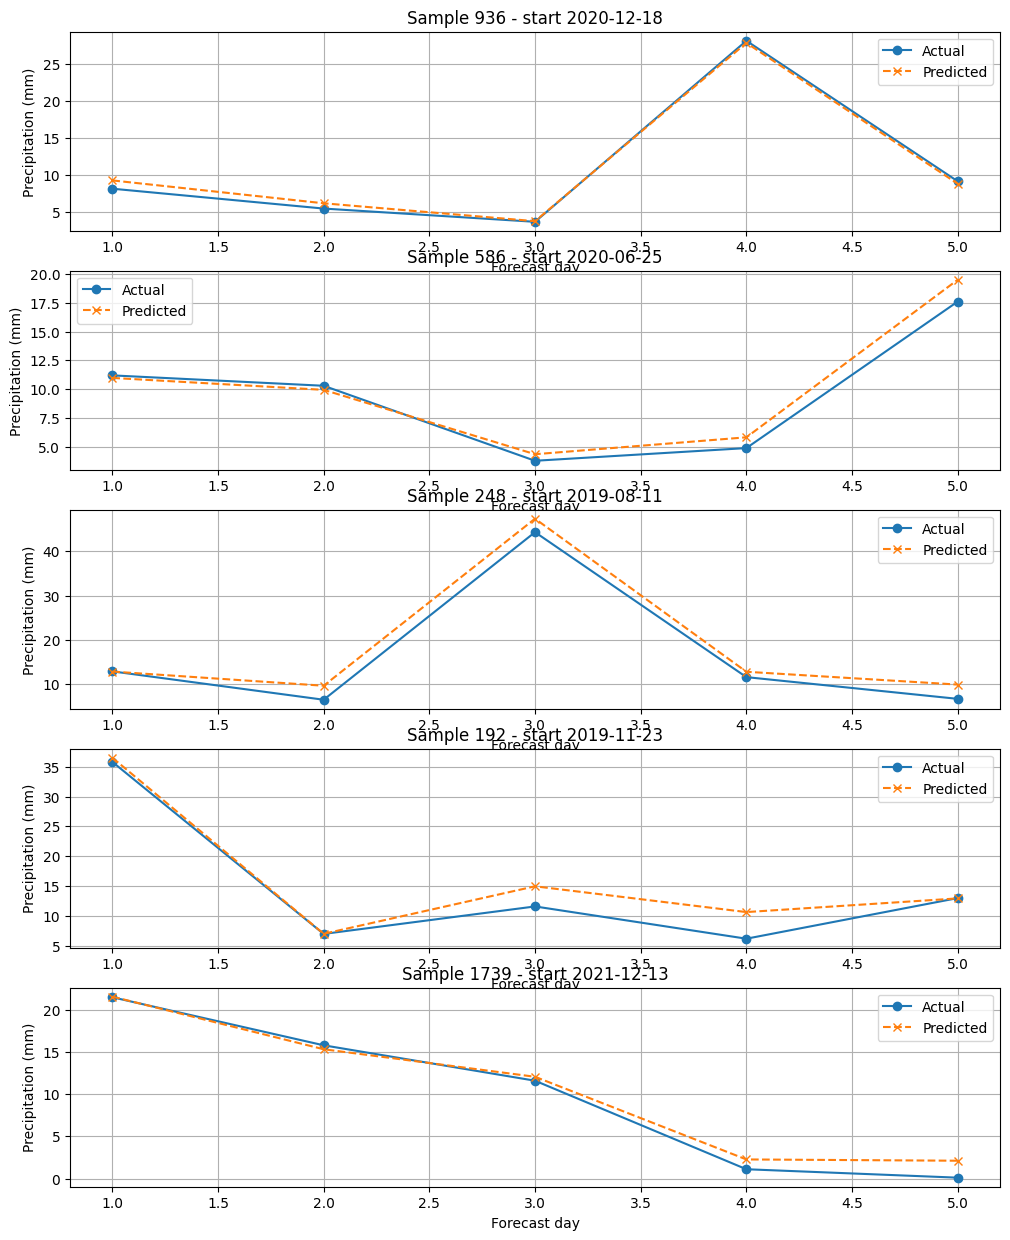 Sample 936 - start 2020-12-18
Precipitation (mm)
25
20
15
10
5
Actual
Predicted
1.0 1.5 2.0 2.5 3.0 3.5 4.0 4.5 5.0
Forecast day
Sample 586 - start 2020-06-25
Precipitation (mm)
20.0
17.5
15.0
12.5
10.0
7.5
5.0
Actual
Predicted
1.0 1.5 2.0 2.5 3.0 3.5 4.0 4.5 5.0
Forecast day
Sample 248 - start 2019-08-11
Precipitation (mm)
40
30
20
10
Actual
Predicted
1.0 1.5 2.0 2.5 3.0 3.5 4.0 4.5 5.0
Forecast day
Sample 192 - start 2019-11-23
Precipitation (mm)
35
30
25
20
15
10
5
Actual
Predicted
1.0 1.5 2.0 2.5 3.0 3.5 4.0 4.5 5.0
Forecast day
Sample 1739 - start 2021-12-13
Precipitation (mm)
20
15
10
5
0
Actual
Predicted
1.0 1.5 2.0 2.5 3.0 3.5 4.0 4.5 5.0
Forecast day